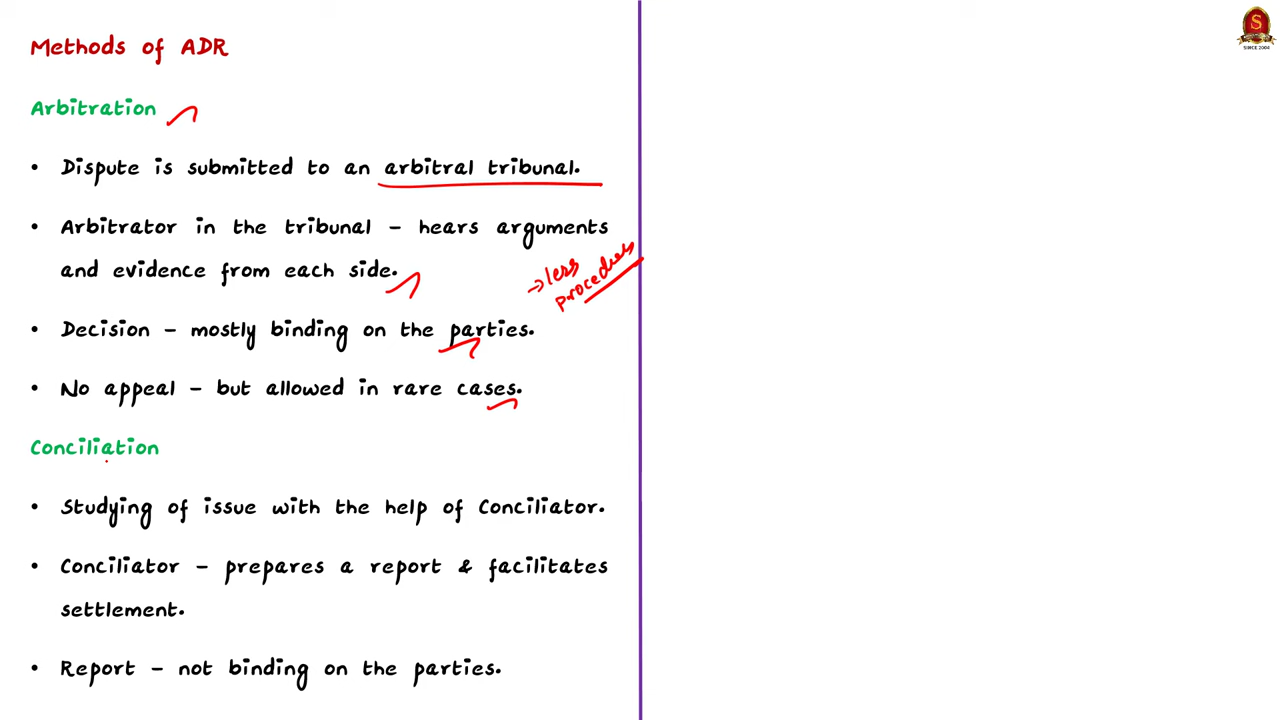 Methods of ADR
Arbitration
• Dispute is submitted to an arbitral tribunal.
• Arbitrator in the tribunal – hears arguments
and evidence from each side.
→ less
procedures
• Decision – mostly binding on the parties.
• No appeal – but allowed in rare cases.
Conciliation
• Studying of issue with the help of Conciliator.
• Conciliator – prepares a report & facilitates
settlement.
• Report – not binding on the parties.
S
SINCE 2004